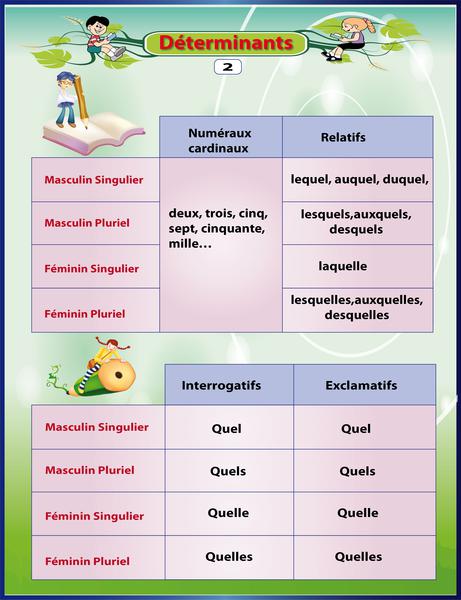 Déterminants
2
Numéraux
cardinaux
Relatifs
Masculin Singulier
lequel, auquel, duquel,
Masculin Pluriel
deux, trois, cinq,
sept, cinquante,
mille...
lesquels,auxquels,
desquels
Féminin Singulier
laquelle
Féminin Pluriel
lesquelles,auxquelles,
desquelles
Interrogatifs
Exclamatifs
Masculin Singulier
Quel
Quel
Masculin Pluriel
Quels
Quels
Féminin Singulier
Quelle
Quelle
Féminin Pluriel
Quelles
Quelles